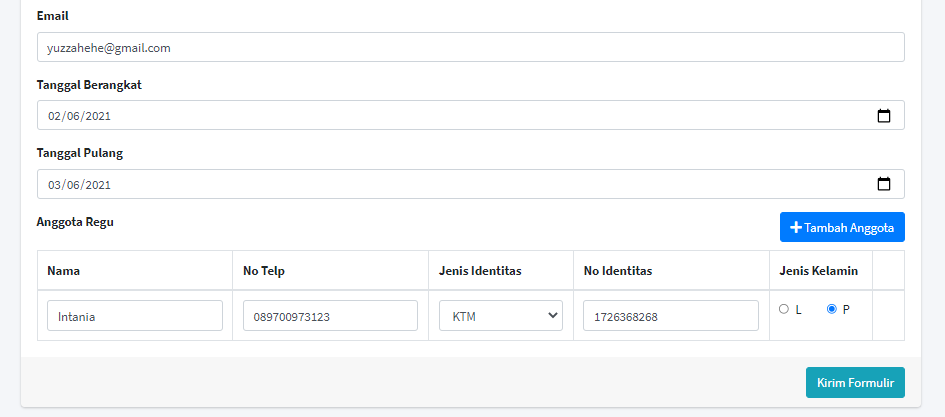 Email
yuzzahehe@gmail.com
Tanggal Berangkat
02/06/2021
Tanggal Pulang
03/06/2021
Anggota Regu
+ Tambah Anggota
Nama No Telp Jenis Identitas No Identitas Jenis Kelamin
Intania 089700973123 KTM 1726368268 L P
Kirim Formulir